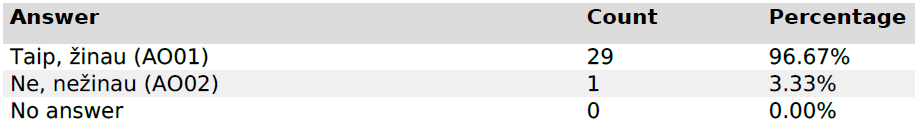 Answer Count Percentage
Taip, žinau (AO01) 29 96.67%
Ne, nežinau (AO02) 1 3.33%
No answer 0 0.00%